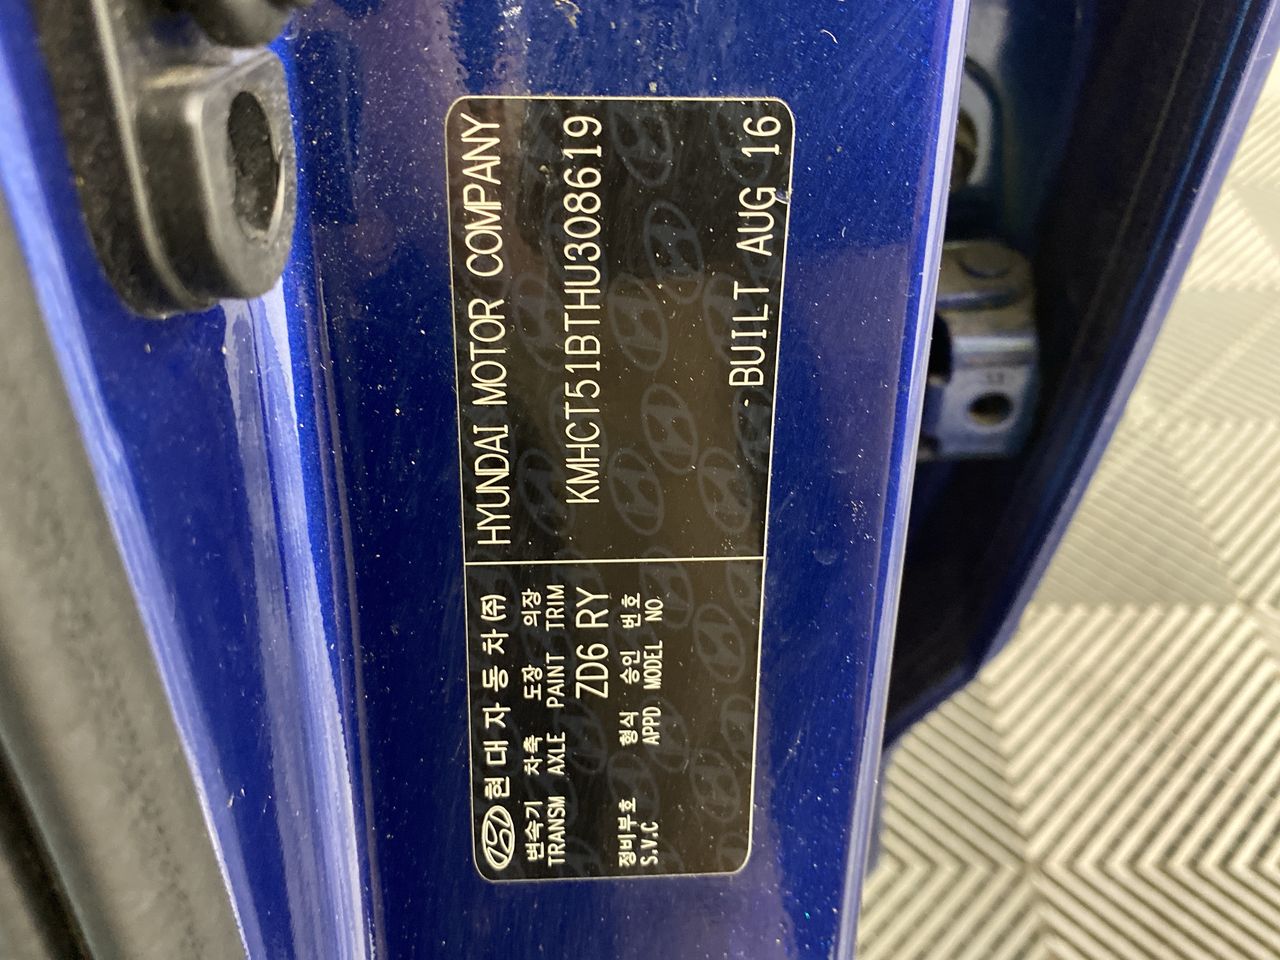 현대자동차(주) HYUNDAI MOTOR COMPANY
변속기 차축 도장 의장
TRANSM AXLE PAINT TRIM
ZD6 RY
KMHCT51BTHU308619
정비부호 형식 승인 번호
S.V.C APPD MODEL NO.
BUILT AUG 16